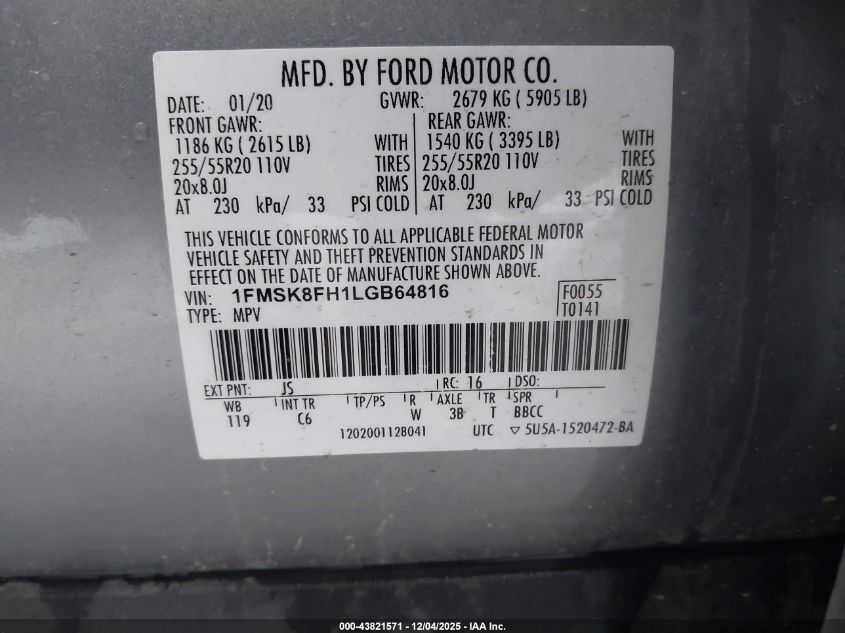 MFD. BY FORD MOTOR CO.
DATE: 01/20 GVWR: 2679 KG ( 5905 LB)
FRONT GAWR: REAR GAWR:
1186 KG ( 2615 LB) WITH 1540 KG ( 3395 LB) WITH
255/55R20 110V TIRES 255/55R20 110V TIRES
20x8.0J RIMS 20x8.0J RIMS
AT 230 kPa/ 33 PSI COLD AT 230 kPa/ 33 PSI COLD
THIS VEHICLE CONFORMS TO ALL APPLICABLE FEDERAL MOTOR
VEHICLE SAFETY AND THEFT PREVENTION STANDARDS IN
EFFECT ON THE DATE OF MANUFACTURE SHOWN ABOVE.
VIN: 1FMSK8FH1LGB64816 F0055
TYPE: MPV T0141
EXT PNT: JS RC: 16 DSO:
WB INT TR TP/PS R AXLE TR SPR
119 C6 W 3B T BBCC
1202001128041 UTC ▽ 5U5A-1520472-BA
000-43821571 - 12/04/2025 - IAA Inc.